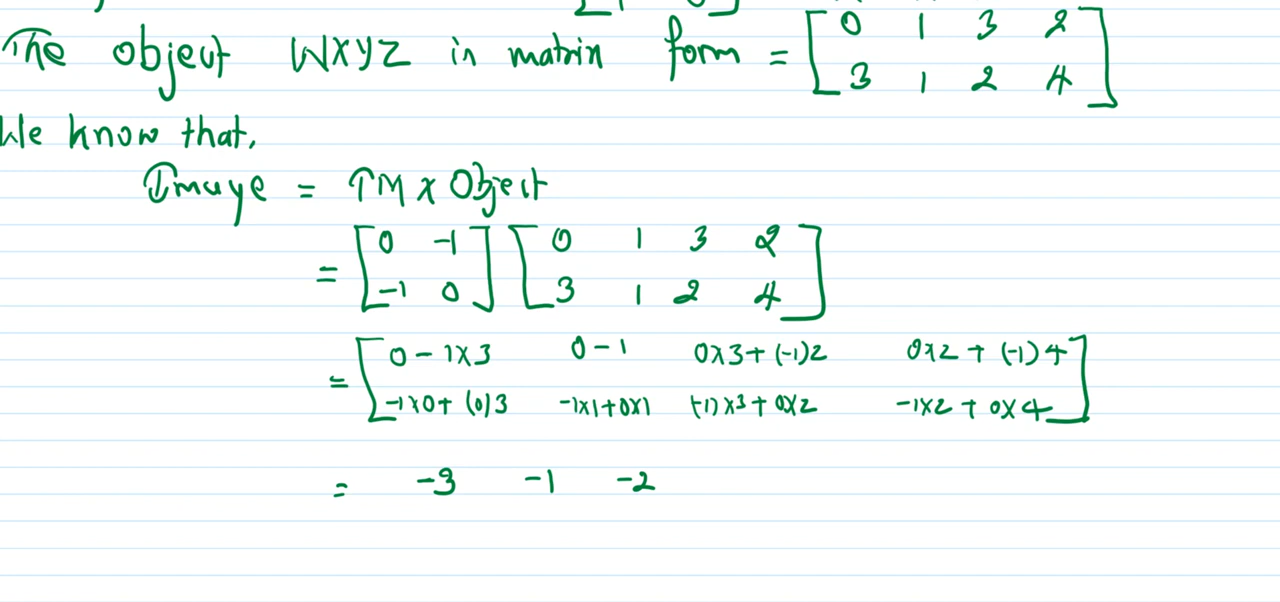 The object WXYZ in matrix form = [0 1 3 2
3 1 2 4]
We know that,
Image = TM x Object
= [0 -1 [0 1 3 2
-1 0] 3 1 2 4]
= [0 - 1x3 0 - 1 0x3 + (-1)2 0x2 + (-1)4
-1x0 + (0)3 -1x1 + 0x1 (-1)x3 + 0x2 -1x2 + 0x4]
= -3 -1 -2